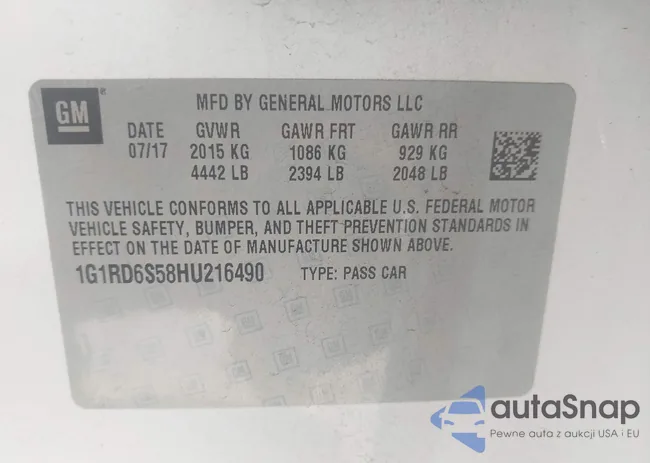 GM®
MFD BY GENERAL MOTORS LLC
DATE GVWR GAWR FRT GAWR RR
07/17 2015 KG 1086 KG 929 KG
4442 LB 2394 LB 2048 LB
THIS VEHICLE CONFORMS TO ALL APPLICABLE U.S. FEDERAL MOTOR
VEHICLE SAFETY, BUMPER, AND THEFT PREVENTION STANDARDS IN
EFFECT ON THE DATE OF MANUFACTURE SHOWN ABOVE.
1G1RD6S58HU216490 TYPE: PASS CAR
autaSnap
Pewne auta z aukcji USA i EU